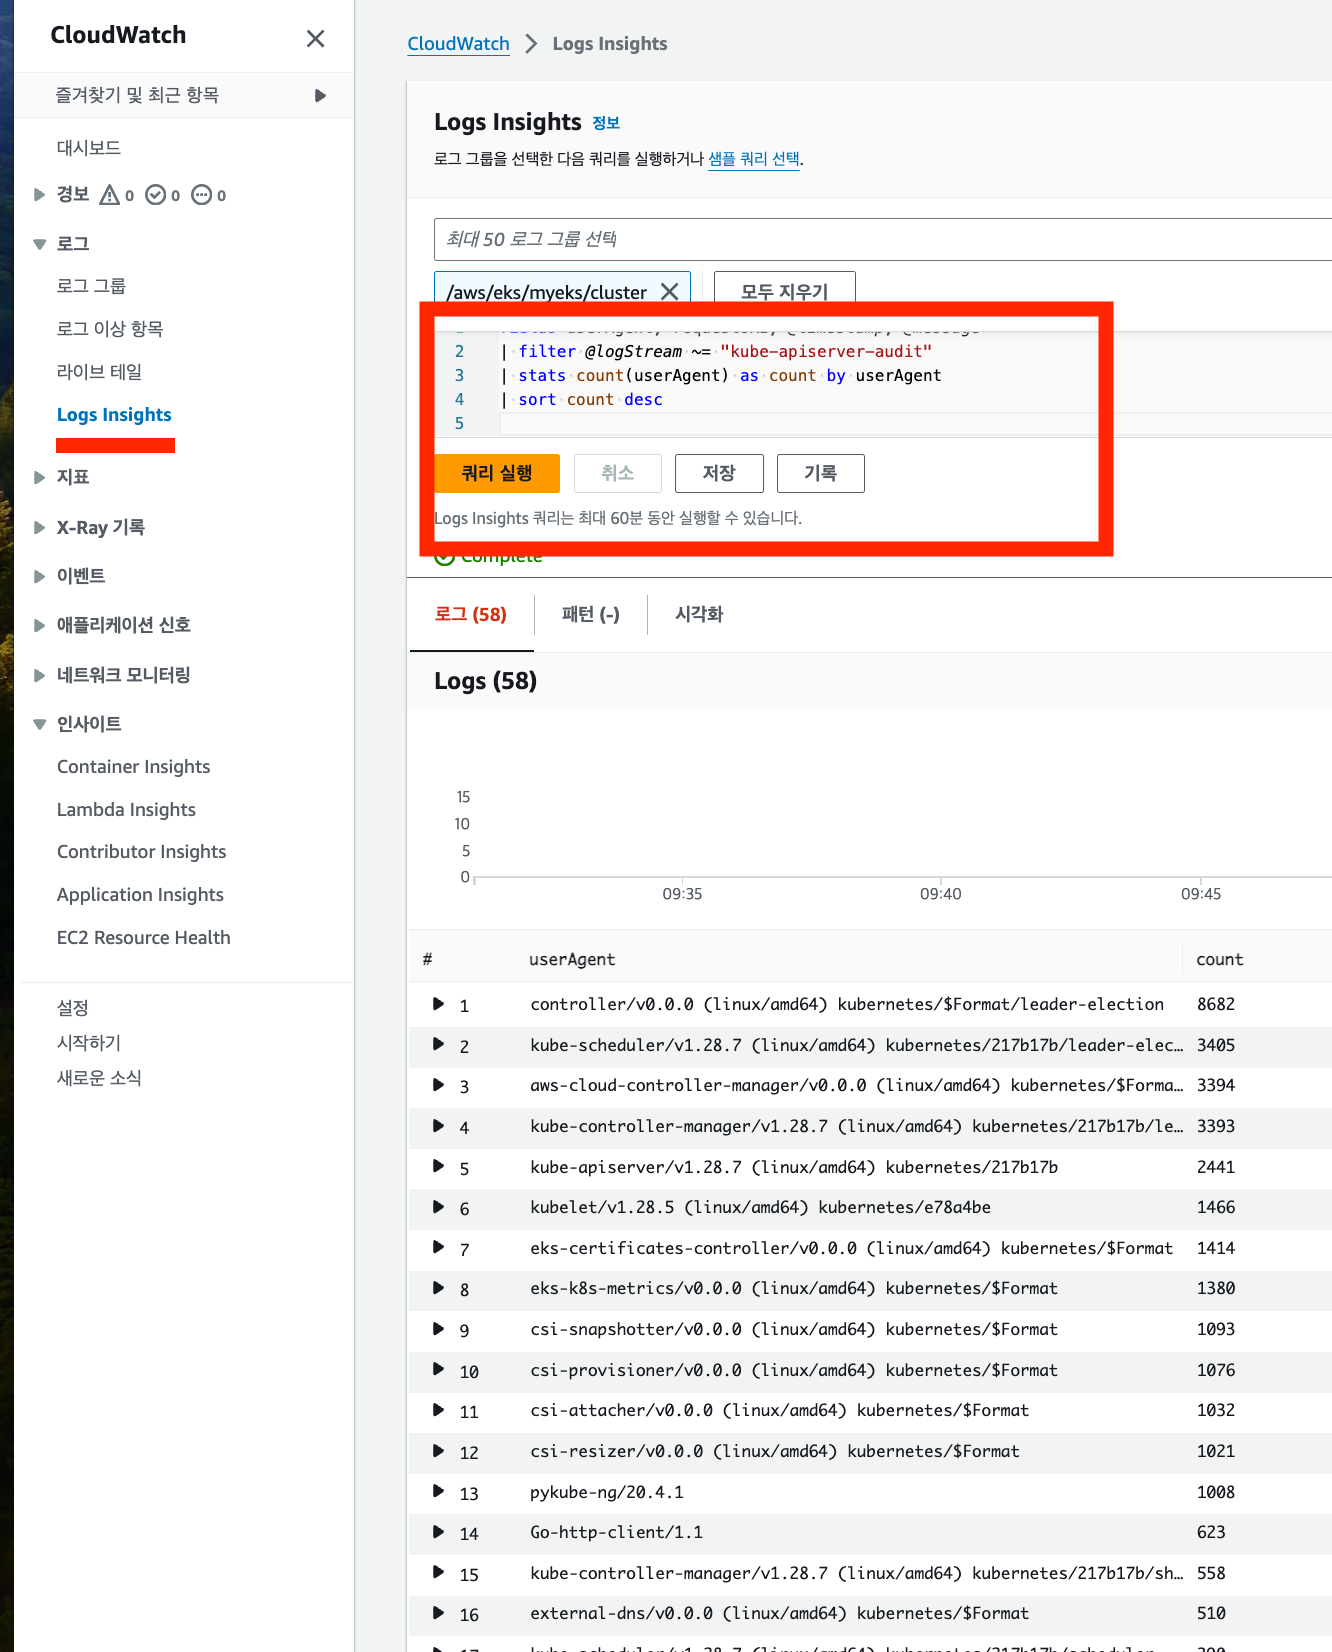 CloudWatch
즐겨찾기 및 최근 항목
대시보드
경보 0 0 0
로그
로그 그룹
로그 이상 항목
라이브 테일
Logs Insights
지표
X-Ray 기록
이벤트
애플리케이션 신호
네트워크 모니터링
인사이트
Container Insights
Lambda Insights
Contributor Insights
Application Insights
EC2 Resource Health
설정
시작하기
새로운 소식
CloudWatch > Logs Insights
Logs Insights 정보
로그 그룹을 선택한 다음 쿼리를 실행하거나 샘플 쿼리 선택.
최대 50 로그 그룹 선택
/aws/eks/myeks/cluster
모두 지우기
2 | filter @logStream ~= "kube-apiserver-audit"
3 | stats count(userAgent) as count by userAgent
4 | sort count desc
5
쿼리 실행 취소 저장 기록
Logs Insights 쿼리는 최대 60분 동안 실행할 수 있습니다.
Complete
로그 (58) 패턴 (-) 시각화
Logs (58)
15
10
5
0
09:35 09:40 09:45
# userAgent count
1 controller/v0.0.0 (linux/amd64) kubernetes/$Format/leader-election 8682
2 kube-scheduler/v1.28.7 (linux/amd64) kubernetes/217b17b/leader-elec… 3405
3 aws-cloud-controller-manager/v0.0.0 (linux/amd64) kubernetes/$Forma… 3394
4 kube-controller-manager/v1.28.7 (linux/amd64) kubernetes/217b17b/le… 3393
5 kube-apiserver/v1.28.7 (linux/amd64) kubernetes/217b17b 2441
6 kubelet/v1.28.5 (linux/amd64) kubernetes/e78a4be 1466
7 eks-certificates-controller/v0.0.0 (linux/amd64) kubernetes/$Format 1414
8 eks-k8s-metrics/v0.0.0 (linux/amd64) kubernetes/$Format 1380
9 csi-snapshotter/v0.0.0 (linux/amd64) kubernetes/$Format 1093
10 csi-provisioner/v0.0.0 (linux/amd64) kubernetes/$Format 1076
11 csi-attacher/v0.0.0 (linux/amd64) kubernetes/$Format 1032
12 csi-resizer/v0.0.0 (linux/amd64) kubernetes/$Format 1021
13 pykube-ng/20.4.1 1008
14 Go-http-client/1.1 623
15 kube-controller-manager/v1.28.7 (linux/amd64) kubernetes/217b17b/sh… 558
16 external-dns/v0.0.0 (linux/amd64) kubernetes/$Format 510